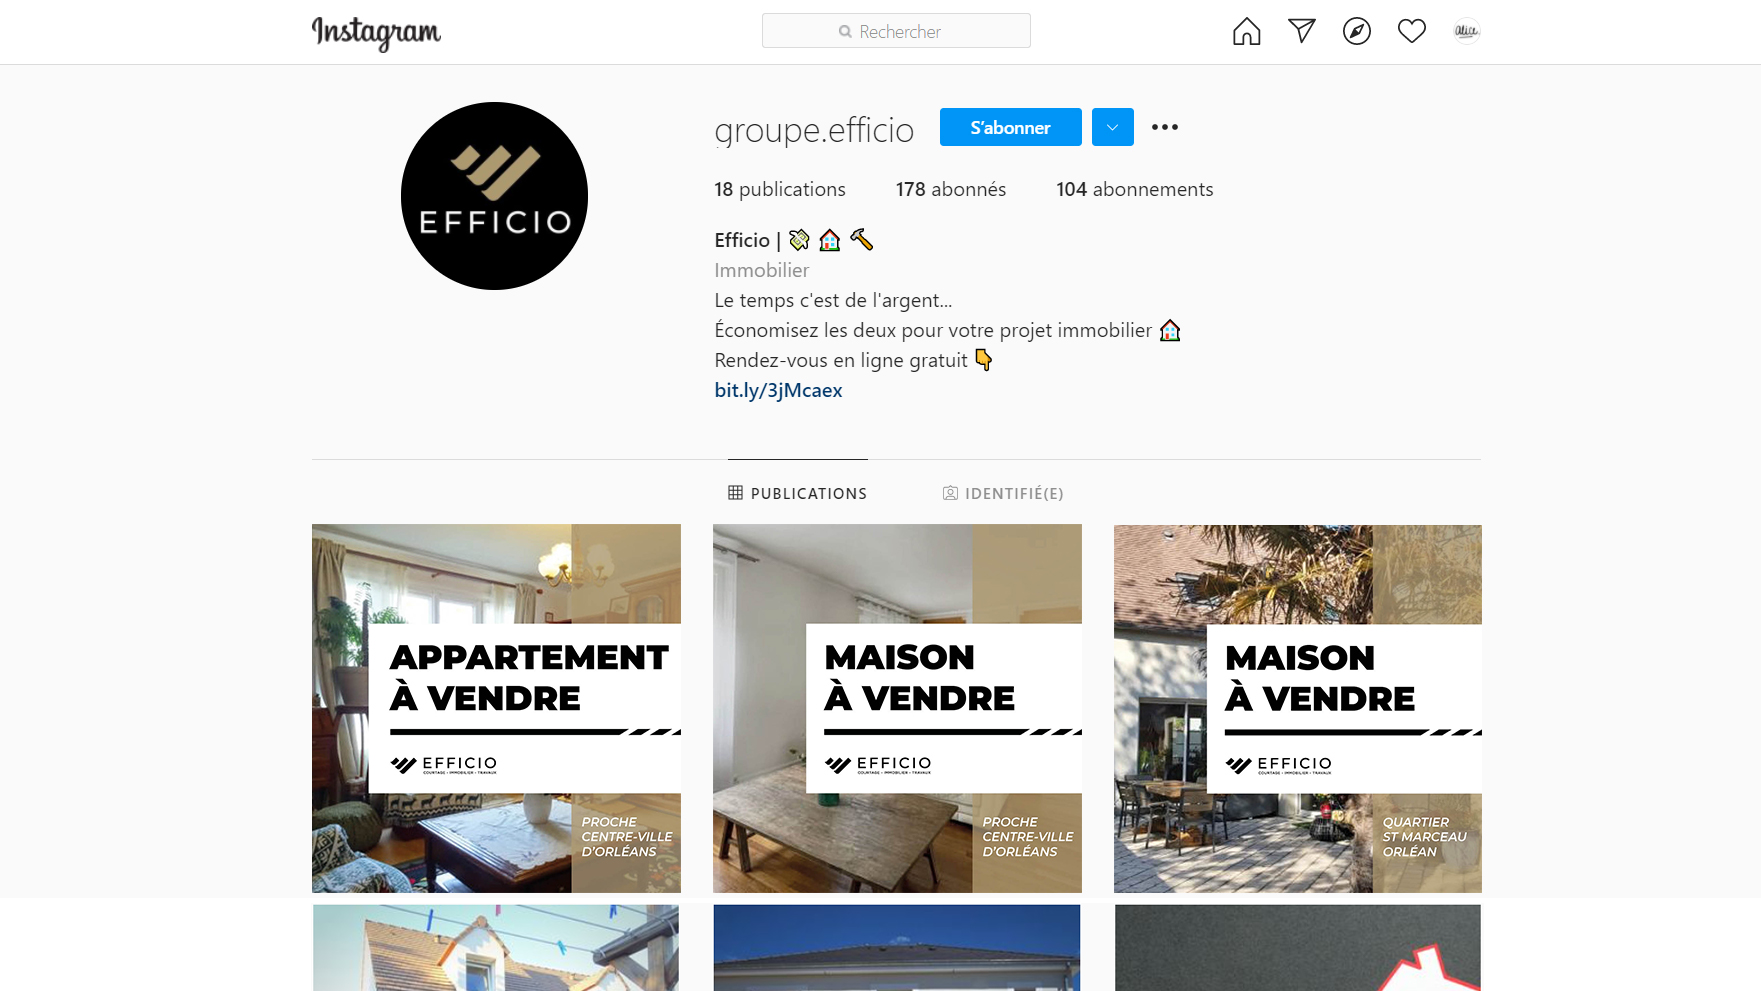 Instagram
Rechercher
alice
groupe.efficio
S'abonner
18 publications 178 abonnés 104 abonnements
EFFICIO
Efficio |
Immobilier
Le temps c'est de l'argent...
Économisez les deux pour votre projet immobilier
Rendez-vous en ligne gratuit
bit.ly/3jMcaex
PUBLICATIONS
IDENTIFIÉ(E)
APPARTEMENT
À VENDRE
EFFICIO
COURTAGE • IMMOBILIER • TRAVAUX
PROCHE
CENTRE-VILLE
D'ORLÉANS
MAISON
À VENDRE
EFFICIO
COURTAGE • IMMOBILIER • TRAVAUX
PROCHE
CENTRE-VILLE
D'ORLÉANS
MAISON
À VENDRE
EFFICIO
COURTAGE • IMMOBILIER • TRAVAUX
QUARTIER
ST MARCEAU
ORLÉAN